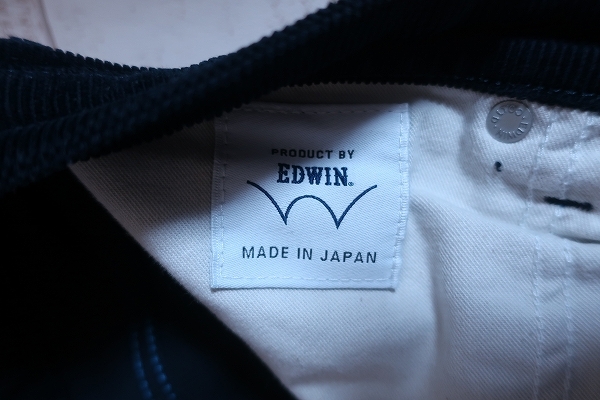 PRODUCT BY
EDWIN.
MADE IN JAPAN